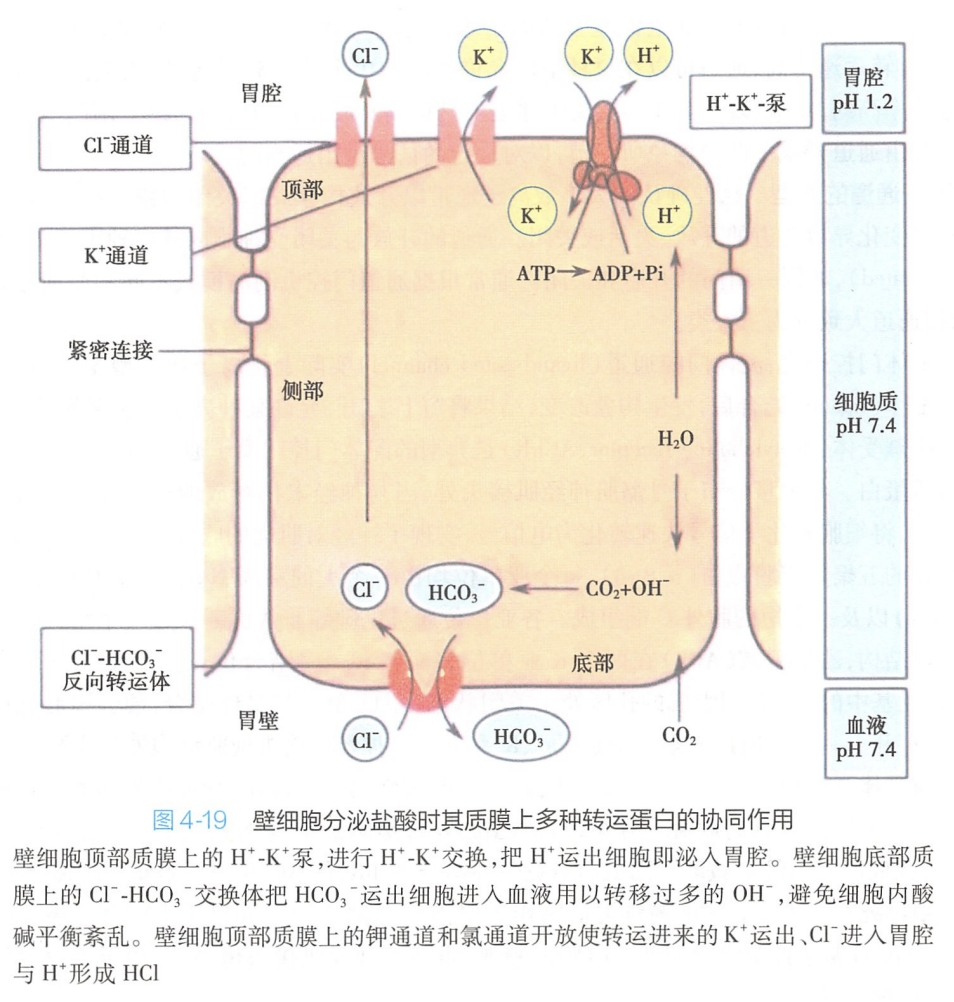 Cl⁻
K⁺
K⁺
H⁺
胃腔
H⁺-K⁺-泵
胃腔
pH 1.2
Cl⁻通道
顶部
K⁺
H⁺
K⁺通道
ATP→ADP+Pi
紧密连接
侧部
细胞质
pH 7.4
H₂O
Cl⁻
HCO₃⁻
CO₂+OH⁻
Cl⁻-HCO₃⁻
反向转运体
底部
胃壁
Cl⁻
HCO₃⁻
CO₂
血液
pH 7.4
图 4-19 壁细胞分泌盐酸时其质膜上多种转运蛋白的协同作用
壁细胞顶部质膜上的 H⁺-K⁺泵,进行 H⁺-K⁺交换,把 H⁺运出细胞即泌入胃腔。壁细胞底部质
膜上的 Cl⁻-HCO₃⁻交换体把 HCO₃⁻运出细胞进入血液用以转移过多的 OH⁻,避免细胞内酸
碱平衡紊乱。壁细胞顶部质膜上的钾通道和氯通道开放使转运进来的 K⁺运出、Cl⁻进入胃腔
与 H⁺形成 HCl